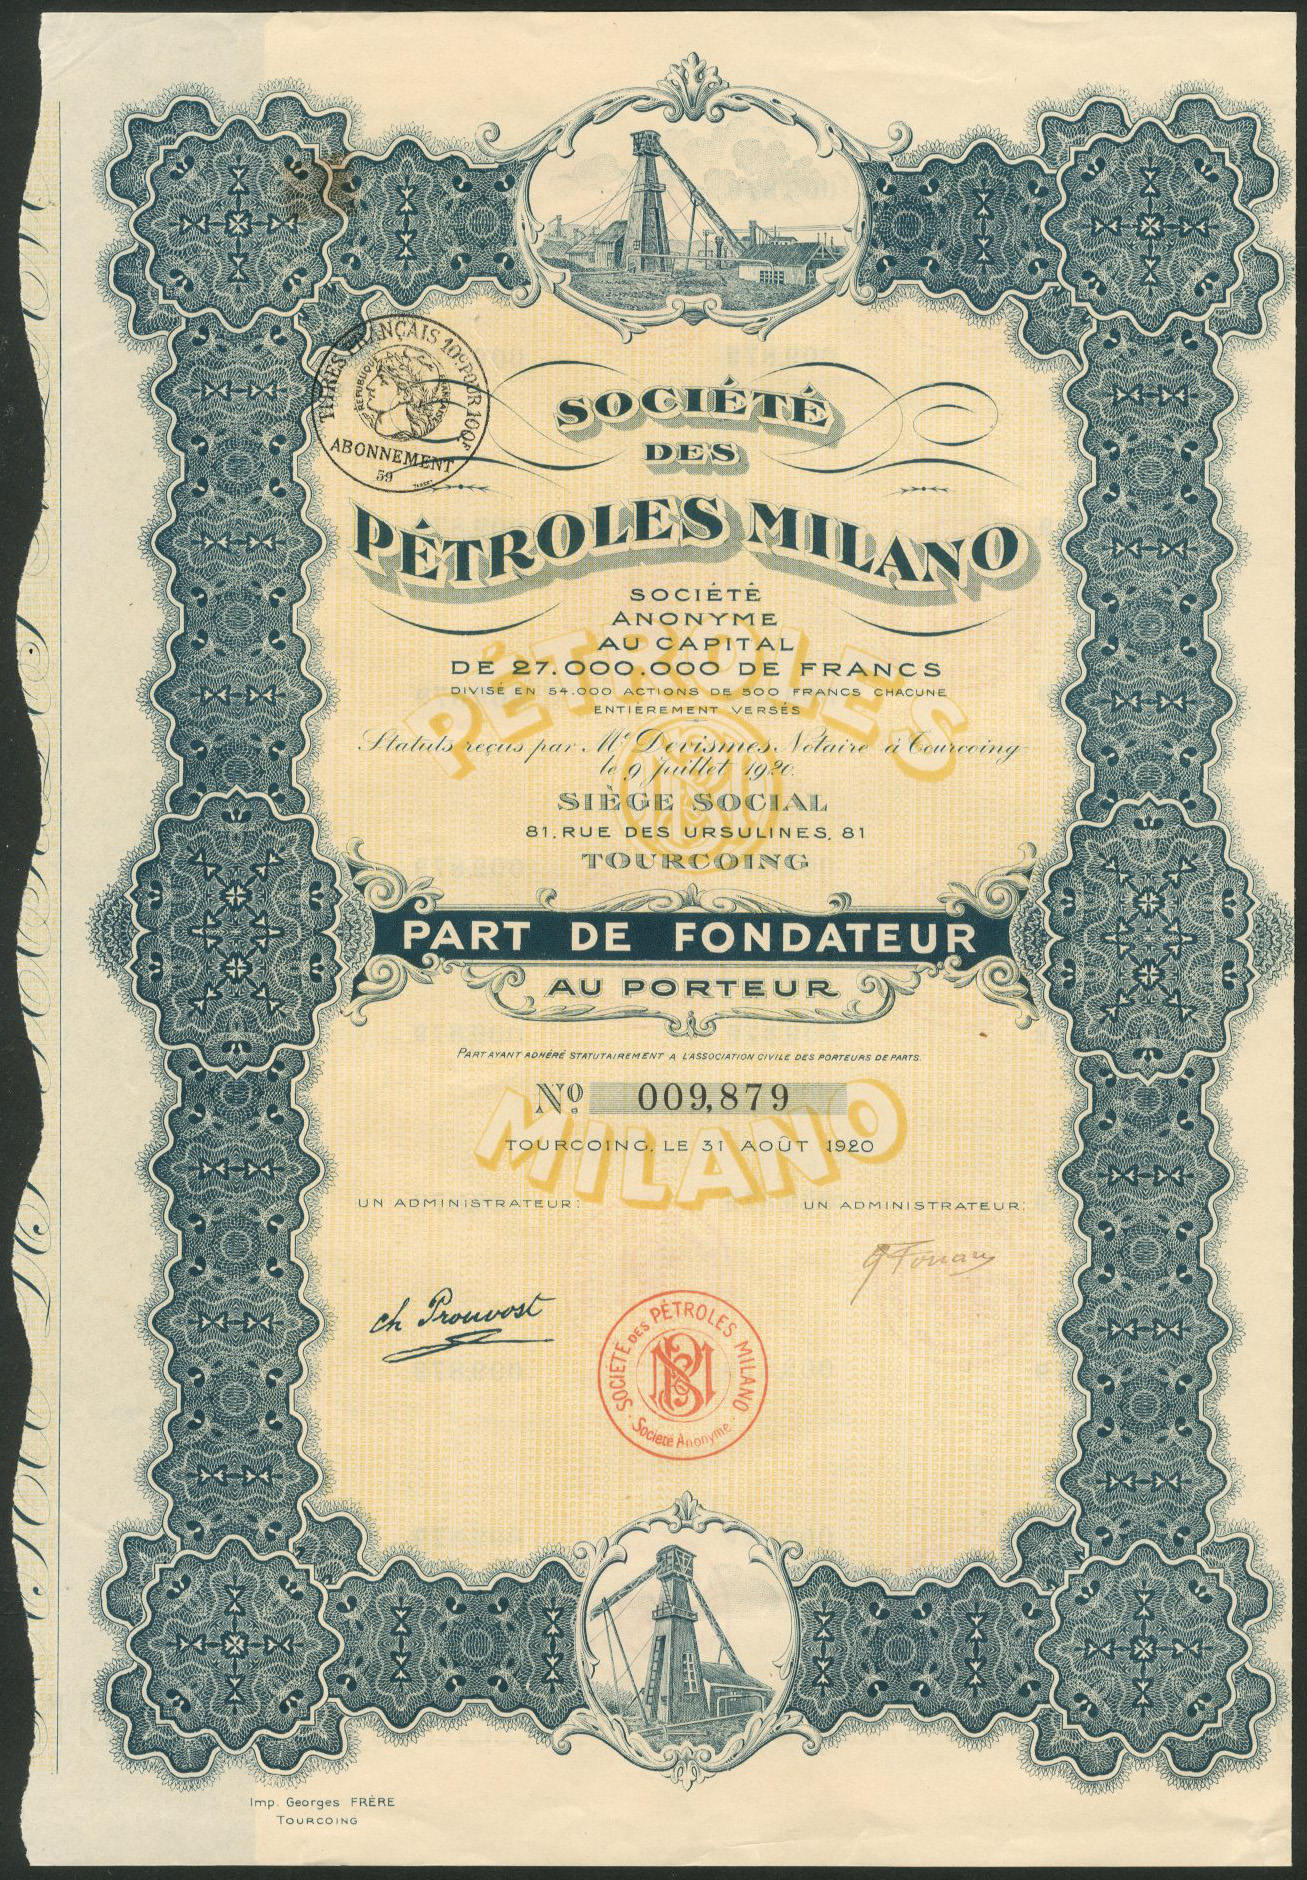 TITRES FRANÇAIS 10c POUR 100F
RÉPUBLIQUE FRANÇAISE
ABONNEMENT
59
SOCIÉTÉ
DES
PÉTROLES MILANO
SOCIÉTÉ
ANONYME
AU CAPITAL
DE 27.000.000 DE FRANCS
DIVISÉ EN 54.000 ACTIONS DE 500 FRANCS CHACUNE
ENTIEREMENT VERSÉS
PÉTROLES
Statuts reçus par Me Devismes Notaire à Tourcoing
le 9 Juillet 1920.
SIÈGE SOCIAL
81, RUE DES URSULINES, 81
TOURCOING
PART DE FONDATEUR
AU PORTEUR
PART AYANT ADHÉRÉ STATUTAIREMENT A L'ASSOCIATION CIVILE DES PORTEURS DE PARTS.
No. 009,879
MILANO
TOURCOING, LE 31 AOÛT 1920
UN ADMINISTRATEUR: UN ADMINISTRATEUR:
ch Prouvost
SOCIÉTÉ DES PÉTROLES MILANO
Société Anonyme
Imp. Georges FRÈRE
TOURCOING